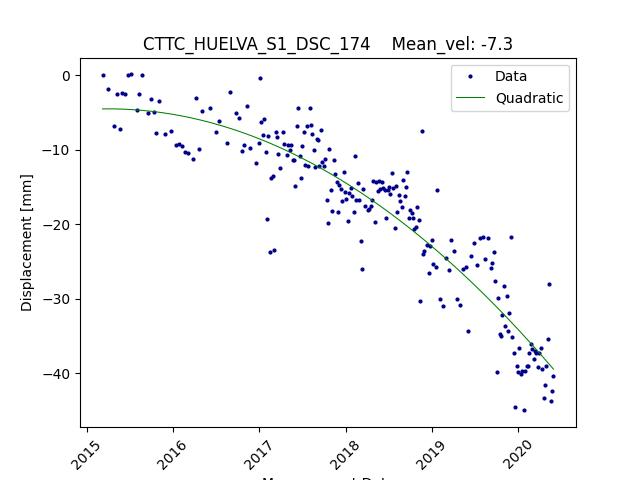 CTTC_HUELVA_S1_DSC_174    Mean_vel: -7.3
Data
Quadratic
Displacement [mm]
0
−10
−20
−30
−40
2015
2016
2017
2018
2019
2020